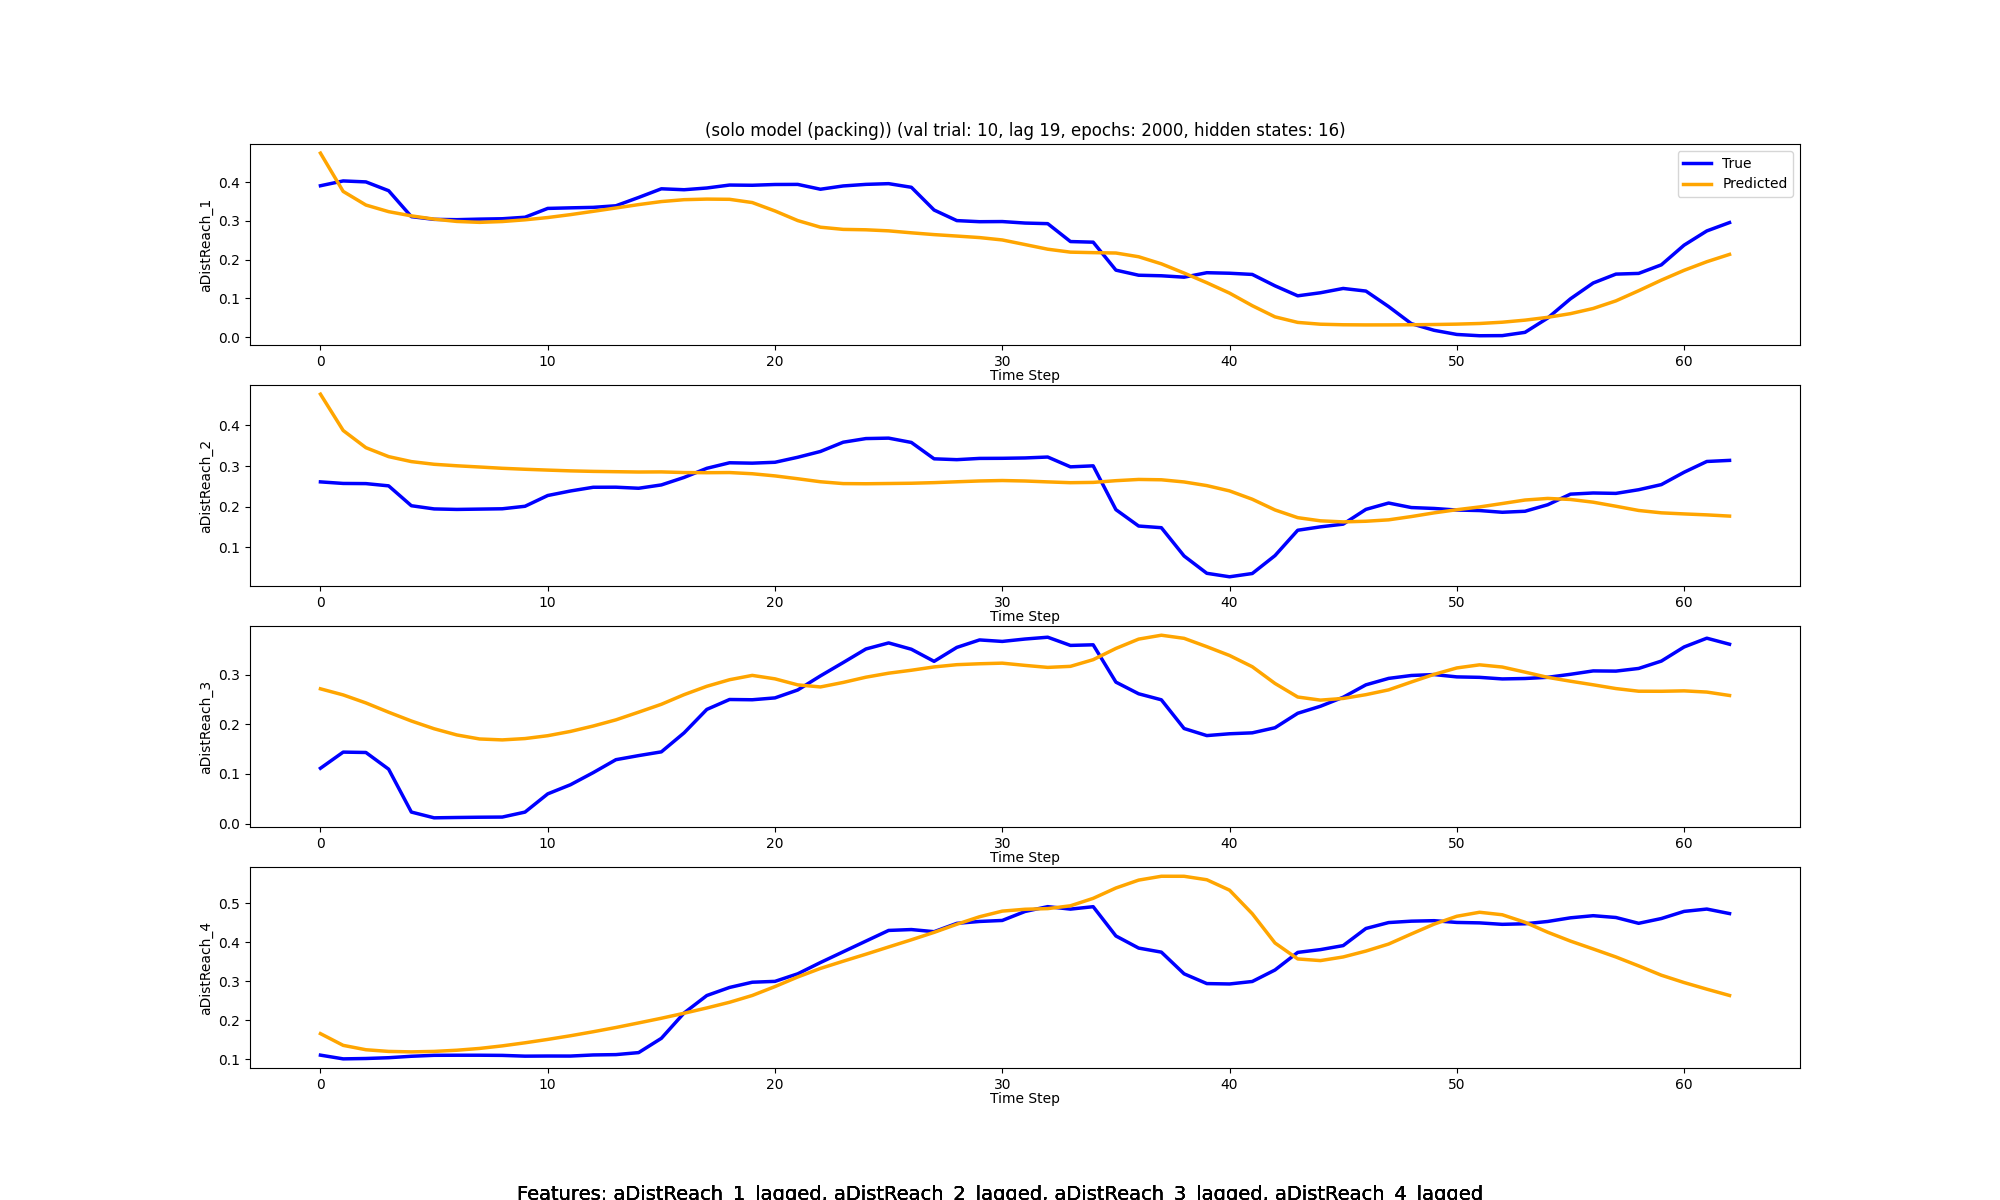 (solo model (packing)) (val trial: 10, lag 19, epochs: 2000, hidden states: 16)
True
Predicted
aDistReach_1
0.4
0.3
0.2
0.1
0.0
0 10 20 30 40 50 60
Time Step
aDistReach_2
0.4
0.3
0.2
0.1
0 10 20 30 40 50 60
Time Step
aDistReach_3
0.3
0.2
0.1
0.0
0 10 20 30 40 50 60
Time Step
aDistReach_4
0.5
0.4
0.3
0.2
0.1
0 10 20 30 40 50 60
Time Step
Features: aDistReach_1_lagged, aDistReach_2_lagged, aDistReach_3_lagged, aDistReach_4_lagged